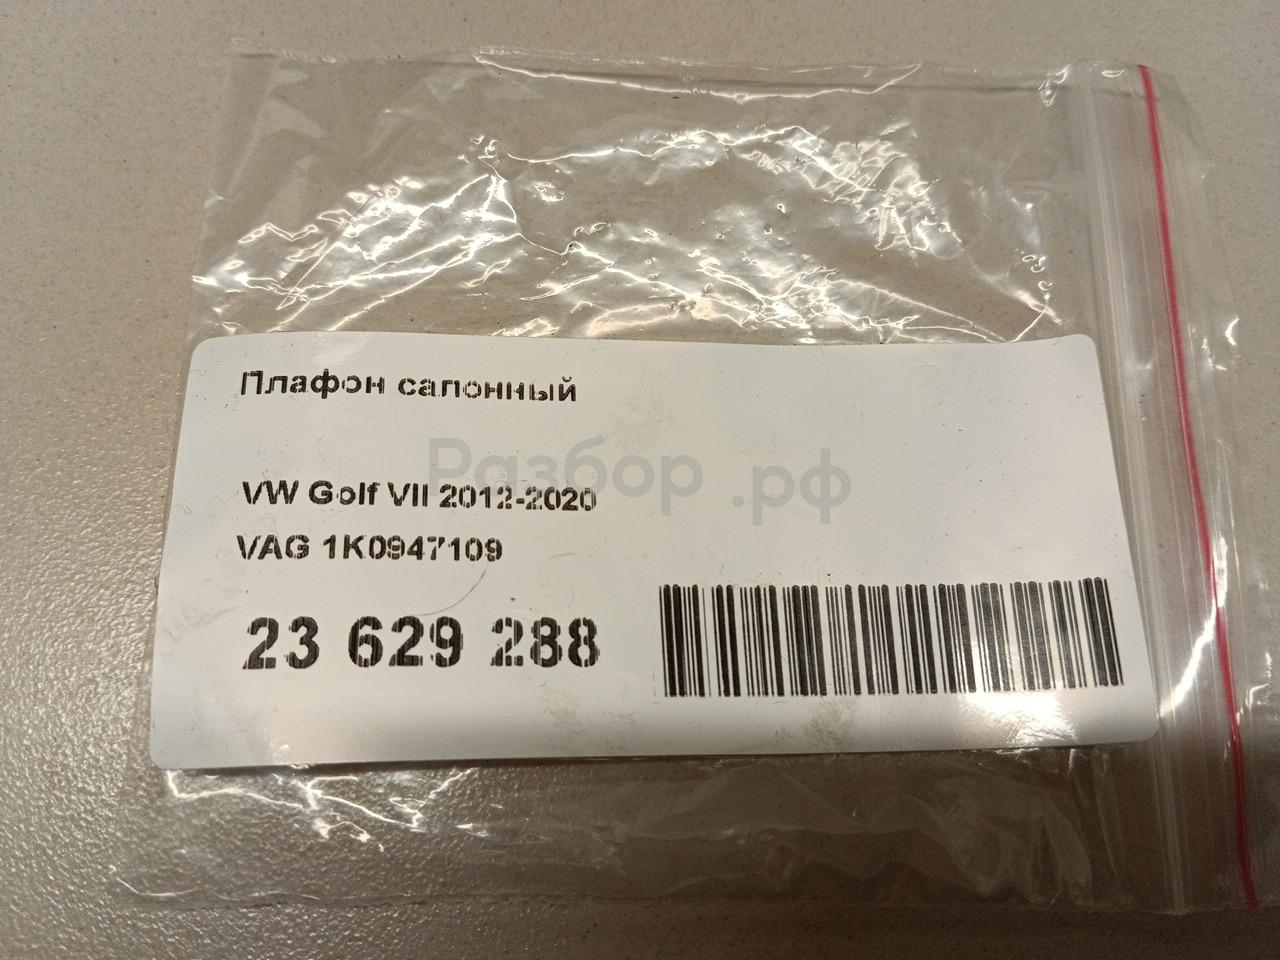 Плафон салонный
Разбор.рф
VW Golf VII 2012-2020
VAG 1K0947109
23 629 288